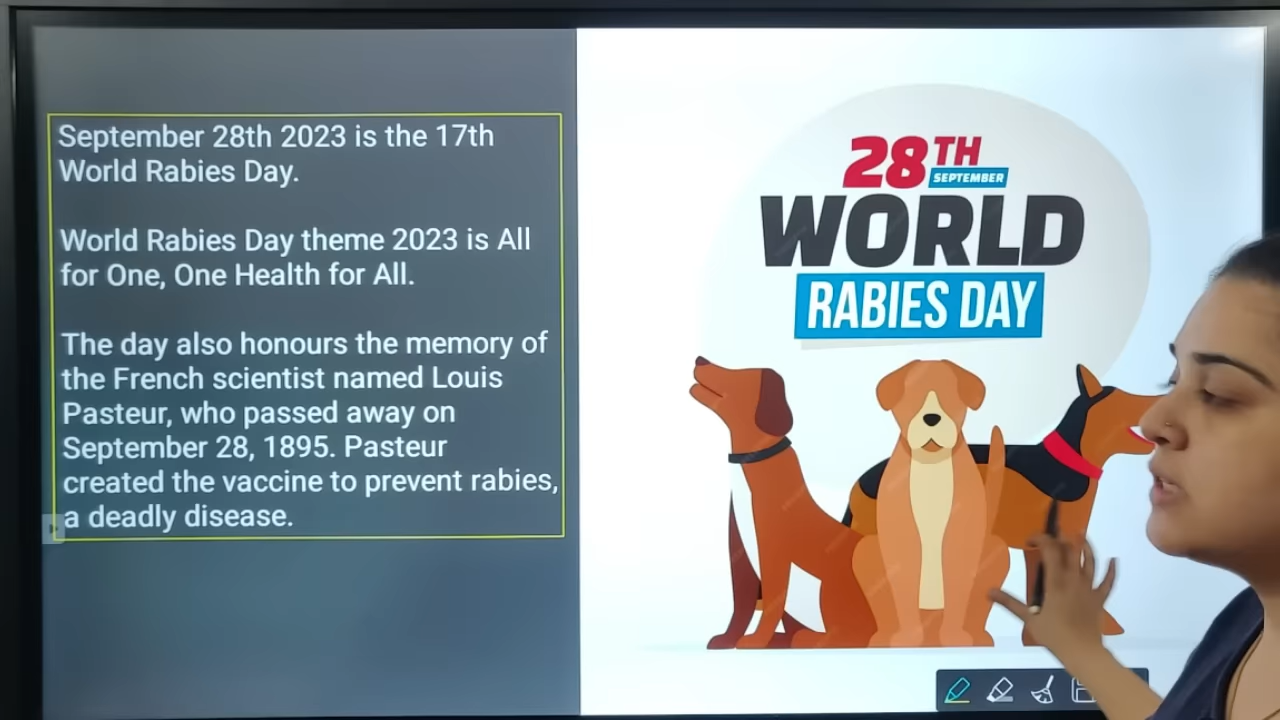 September 28th 2023 is the 17th
World Rabies Day.
World Rabies Day theme 2023 is All
for One, One Health for All.
The day also honours the memory of
the French scientist named Louis
Pasteur, who passed away on
September 28, 1895. Pasteur
created the vaccine to prevent rabies,
a deadly disease.
28TH
SEPTEMBER
WORLD
RABIES DAY